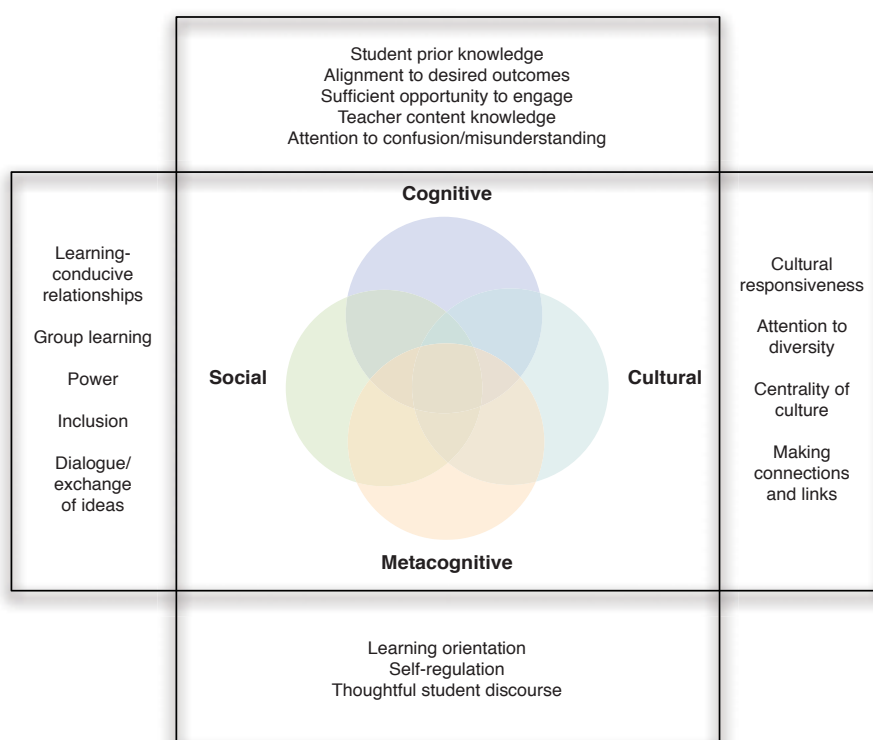 Student prior knowledge
Alignment to desired outcomes
Sufficient opportunity to engage
Teacher content knowledge
Attention to confusion/misunderstanding
Cognitive
Learning-
conducive
relationships
Group learning
Power
Inclusion
Dialogue/
exchange
of ideas
Social
Cultural
Cultural
responsiveness
Attention to
diversity
Centrality of
culture
Making
connections
and links
Metacognitive
Learning orientation
Self-regulation
Thoughtful student discourse